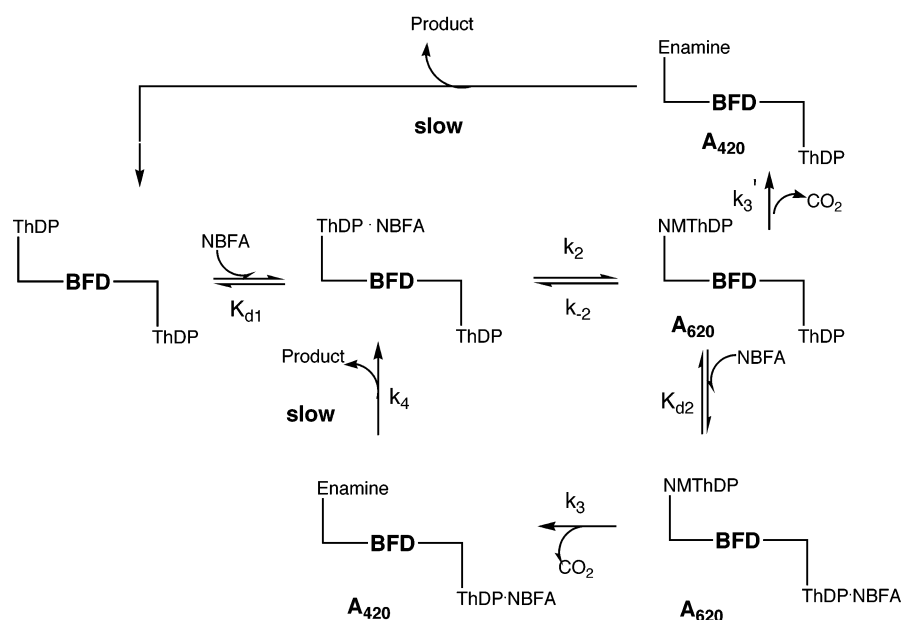 Product
Enamine
BFD
slow
A420
ThDP
k3'
CO2
ThDP
NBFA
ThDP · NBFA
k2
NMThDP
BFD
BFD
BFD
Kd1
k-2
ThDP
ThDP
A620
ThDP
Product
NBFA
slow
k4
Kd2
Enamine
k3
NMThDP
BFD
BFD
CO2
ThDP·NBFA
ThDP·NBFA
A420
A620